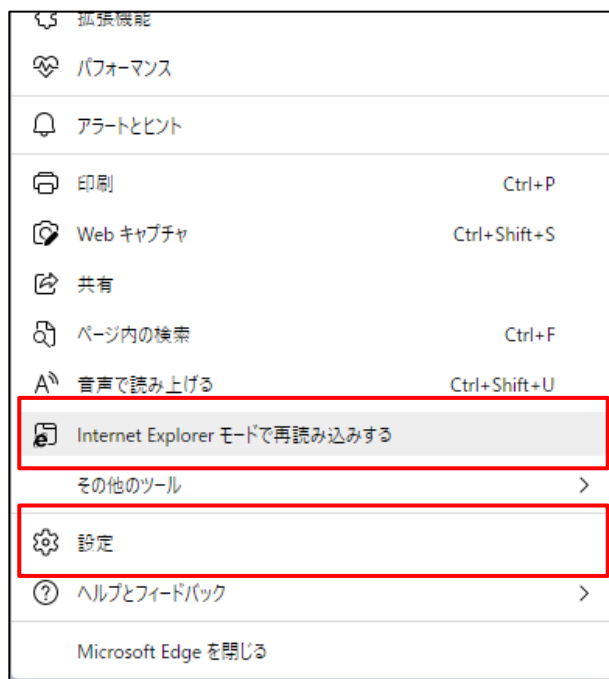 拡張機能
パフォーマンス
アラートとヒント
印刷 Ctrl+P
Web キャプチャ Ctrl+Shift+S
共有
ページ内の検索 Ctrl+F
音声で読み上げる Ctrl+Shift+U
Internet Explorer モードで再読み込みする
その他のツール
設定
ヘルプとフィードバック
Microsoft Edge を閉じる